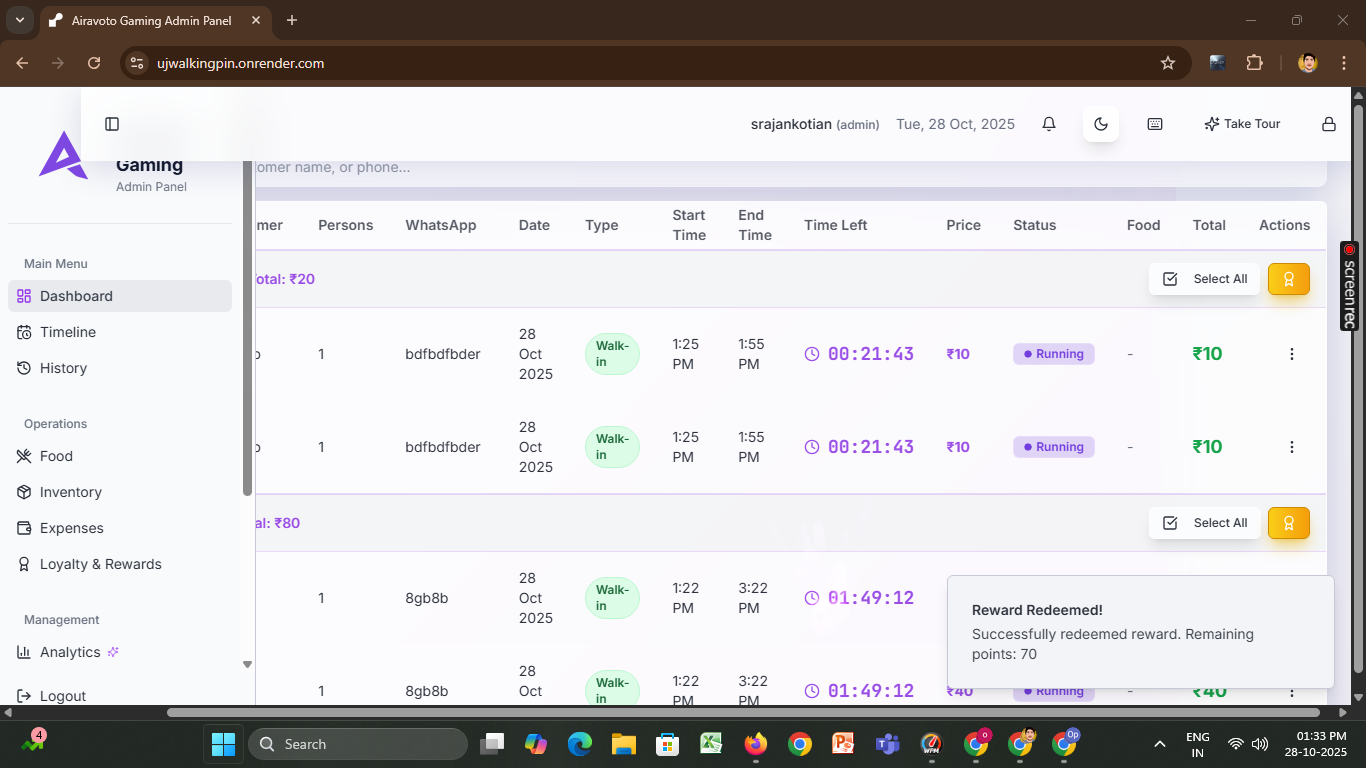 Airavoto Gaming Admin Panel
ujwalkingpin.onrender.com
srajankotian (admin) Tue, 28 Oct, 2025 Take Tour
Gaming
Admin Panel
Main Menu
Dashboard
Timeline
History
Operations
Food
Inventory
Expenses
Loyalty & Rewards
Management
Analytics
Logout
omer name, or phone...
mer Persons WhatsApp Date Type Start Time End Time Time Left Price Status Food Total Actions
otal: ₹20 Select All
1 bdfbdfbder 28 Oct 2025 Walk-in 1:25 PM 1:55 PM 00:21:43 ₹10 Running - ₹10
1 bdfbdfbder 28 Oct 2025 Walk-in 1:25 PM 1:55 PM 00:21:43 ₹10 Running - ₹10
al: ₹80 Select All
1 8gb8b 28 Oct 2025 Walk-in 1:22 PM 3:22 PM 01:49:12
1 8gb8b 28 Oct Walk-in 1:22 PM 3:22 PM 01:49:12 ₹40 Running - ₹40
Reward Redeemed!
Successfully redeemed reward. Remaining
points: 70
screenrec
4
Search
ENG
IN
01:33 PM
28-10-2025